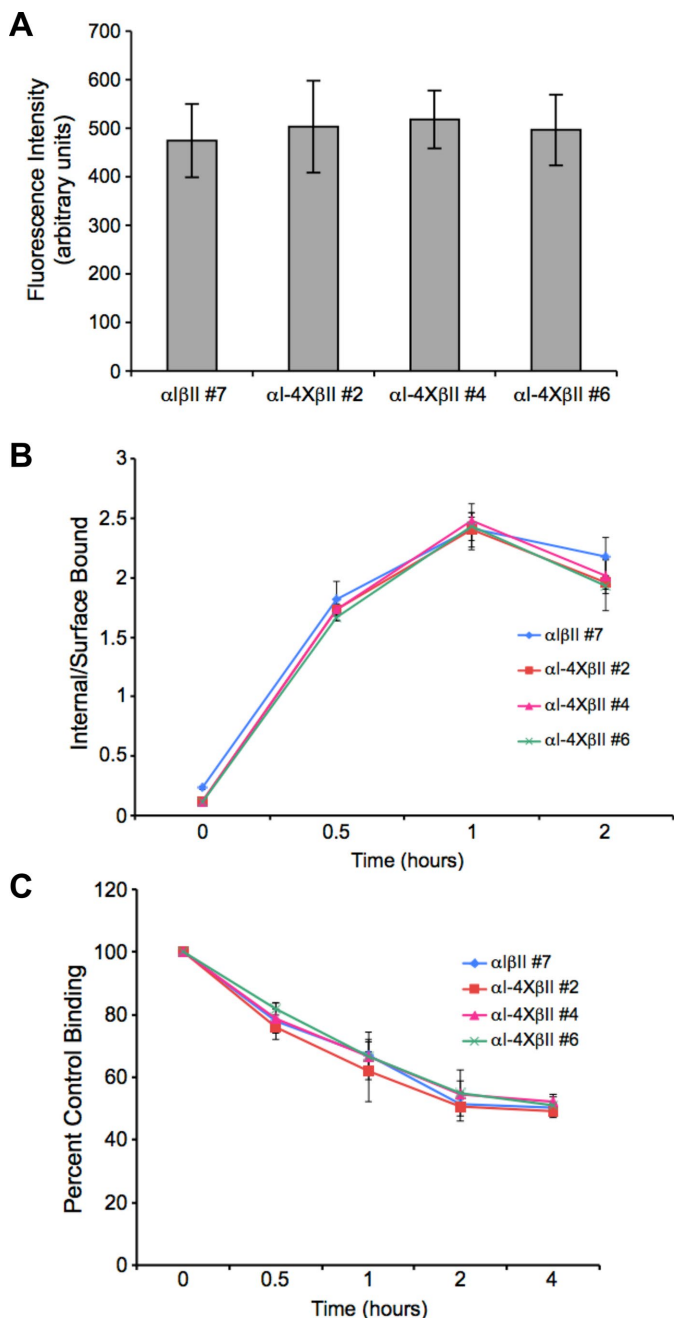 A
Fluorescence Intensity
(arbitrary units)
700
600
500
400
300
200
100
0
αIβII #7
αI-4XβII #2
αI-4XβII #4
αI-4XβII #6
B
Internal/Surface Bound
3
2.5
2
1.5
1
0.5
0
αIβII #7
αI-4XβII #2
αI-4XβII #4
αI-4XβII #6
0
0.5
1
2
Time (hours)
C
Percent Control Binding
120
100
80
60
40
20
0
αIβII #7
αI-4XβII #2
αI-4XβII #4
αI-4XβII #6
0
0.5
1
2
4
Time (hours)